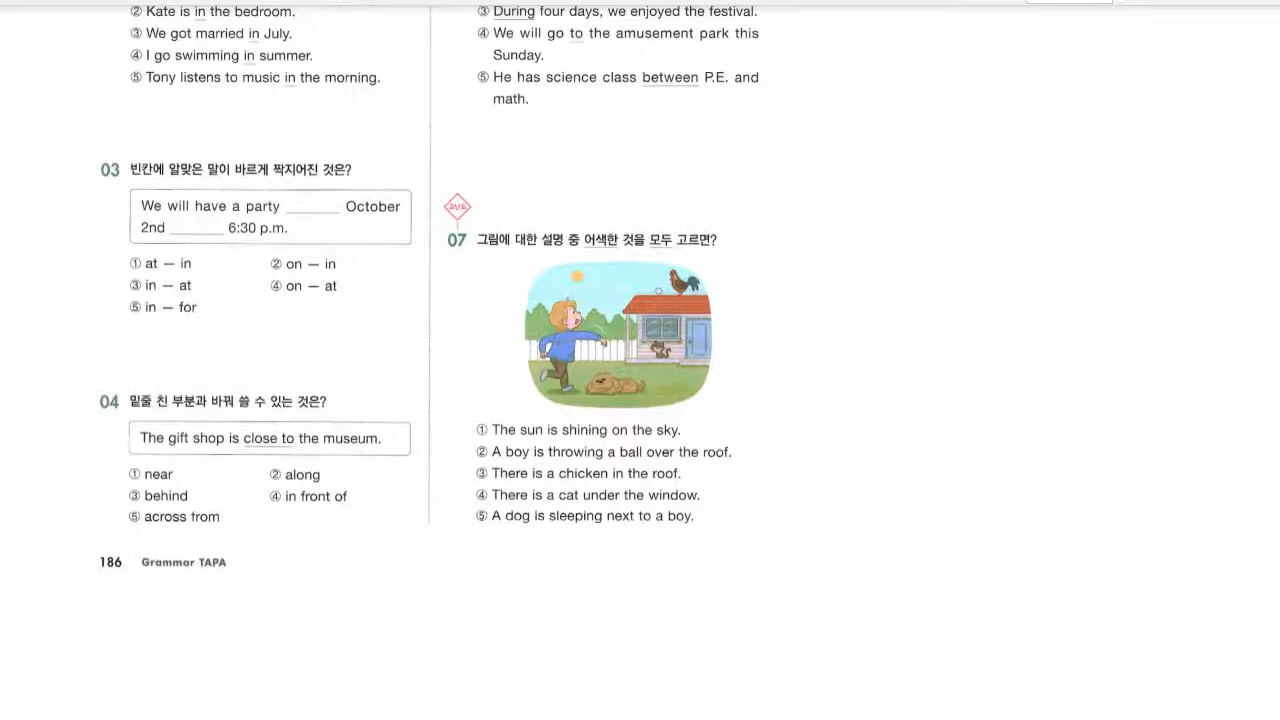 ② Kate is in the bedroom.
③ We got married in July.
④ I go swimming in summer.
⑤ Tony listens to music in the morning.
03 빈칸에 알맞은 말이 바르게 짝지어진 것은?
We will have a party ______ October
2nd ______ 6:30 p.m.
① at – in ② on – in
③ in – at ④ on – at
⑤ in – for
04 밑줄 친 부분과 바꿔 쓸 수 있는 것은?
The gift shop is close to the museum.
① near ② along
③ behind ④ in front of
⑤ across from
③ During four days, we enjoyed the festival.
④ We will go to the amusement park this
Sunday.
⑤ He has science class between P.E. and
math.
고난도
07 그림에 대한 설명 중 어색한 것을 모두 고르면?
① The sun is shining on the sky.
② A boy is throwing a ball over the roof.
③ There is a chicken in the roof.
④ There is a cat under the window.
⑤ A dog is sleeping next to a boy.
186 Grammar TAPA